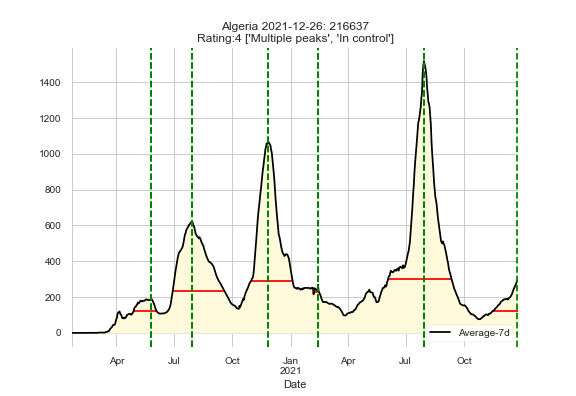 Algeria 2021-12-26: 216637
Rating:4 ['Multiple peaks', 'In control']
1400
1200
1000
800
600
400
200
0
Average-7d
Apr Jul Oct Jan Apr Jul Oct
2021
Date